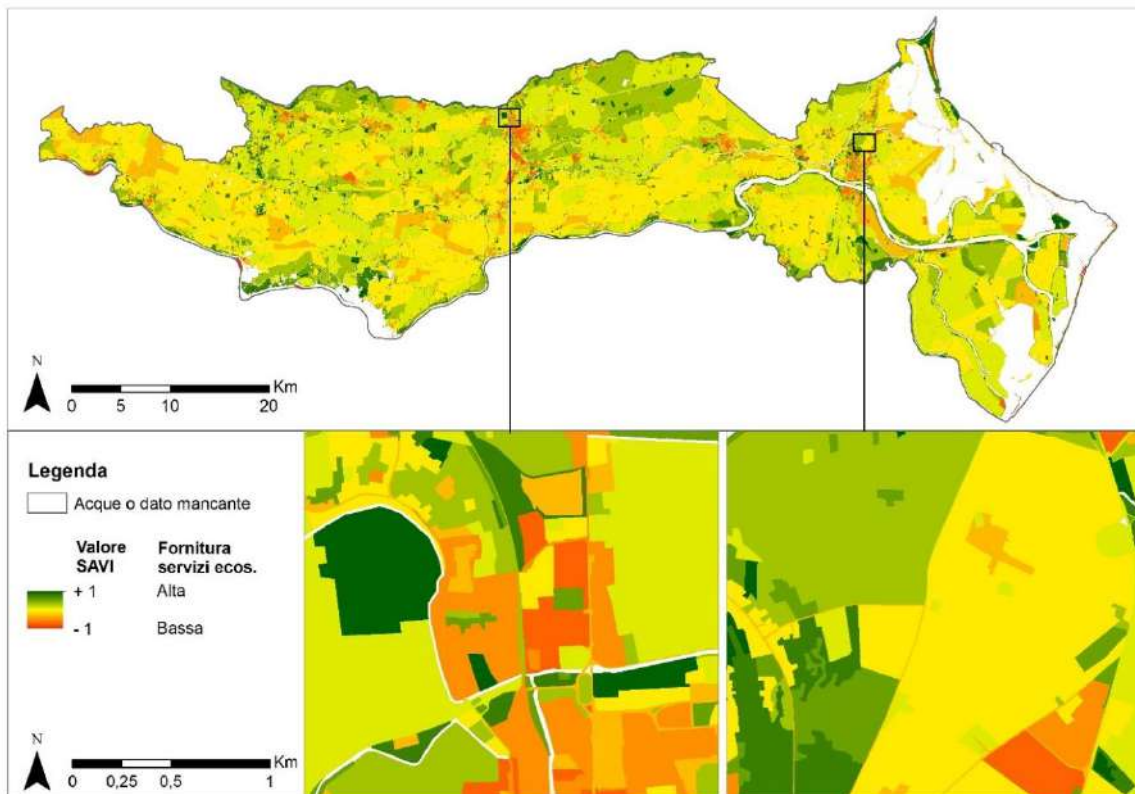 N
Km
0 5 10 20
Legenda
Acque o dato mancante
Valore SAVI
Fornitura servizi ecos.
+ 1 Alta
- 1 Bassa
N
Km
0 0,25 0,5 1